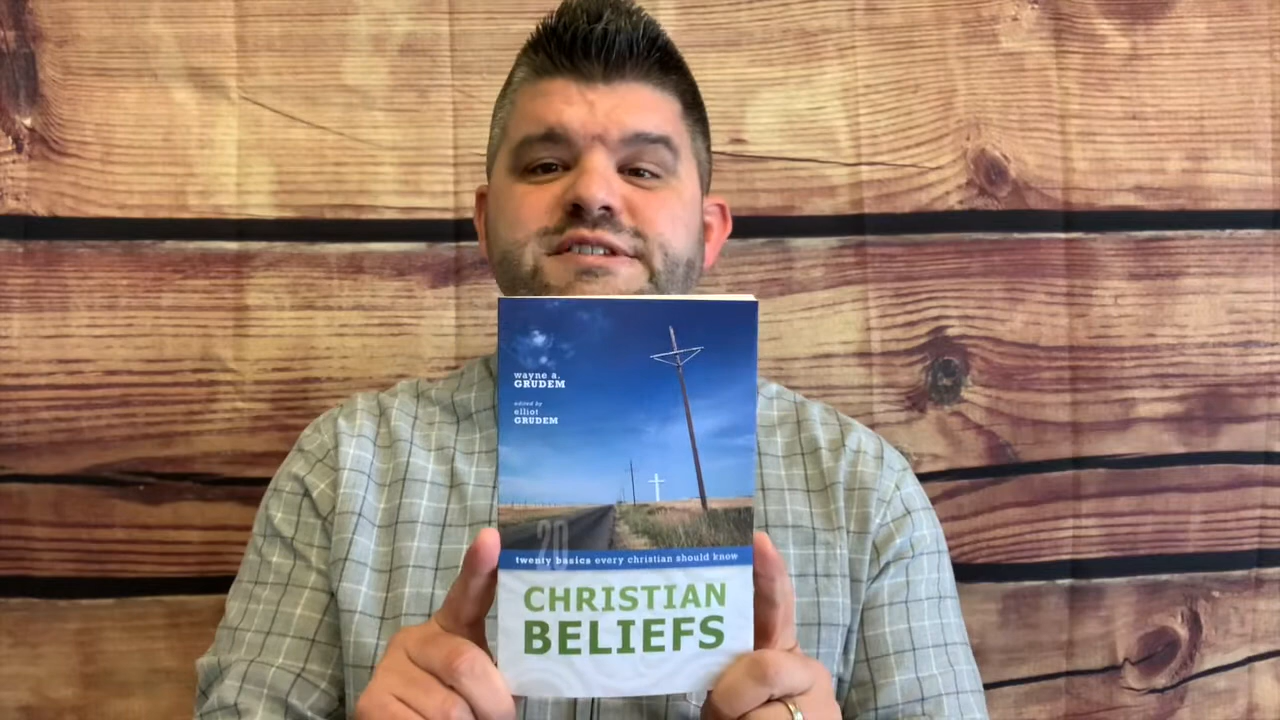 wayne a.
GRUDEM
edited by
elliot
GRUDEM
20
twenty basics every christian should know
CHRISTIAN
BELIEFS